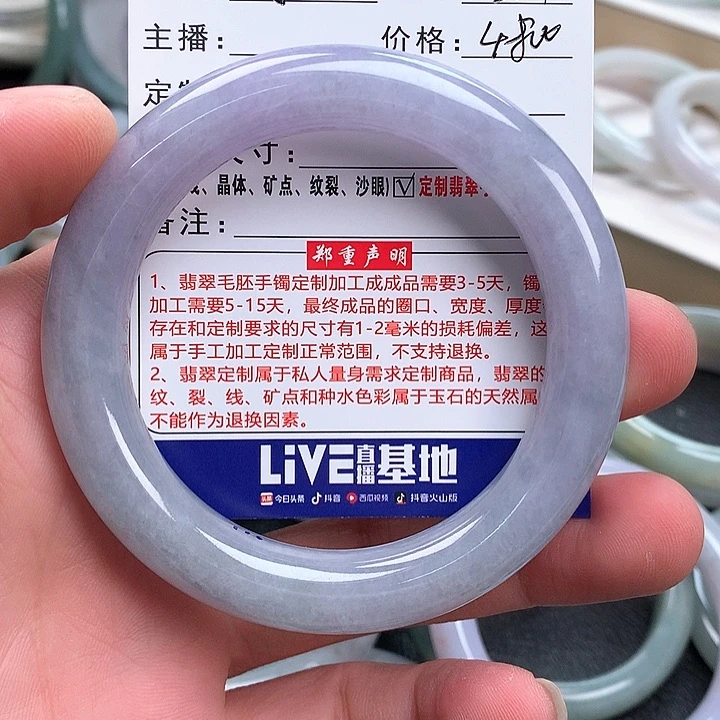 主播： 价格：4800
定制
尺寸：
、晶体、矿点、纹裂、沙眼)☑定制翡翠
备注：
郑重声明
1、翡翠毛胚手镯定制加工成成品需要3-5天，镯
加工需要5-15天，最终成品的圈口、宽度、厚度
存在和定制要求的尺寸有1-2毫米的损耗偏差，这
属于手工加工定制正常范围，不支持退换。
2、翡翠定制属于私人量身需求定制商品，翡翠的
纹、裂、线、矿点和种水色彩属于玉石的天然属
不能作为退换因素。
LiVE直播基地
头条 今日头条 抖音 西瓜视频 抖音火山版